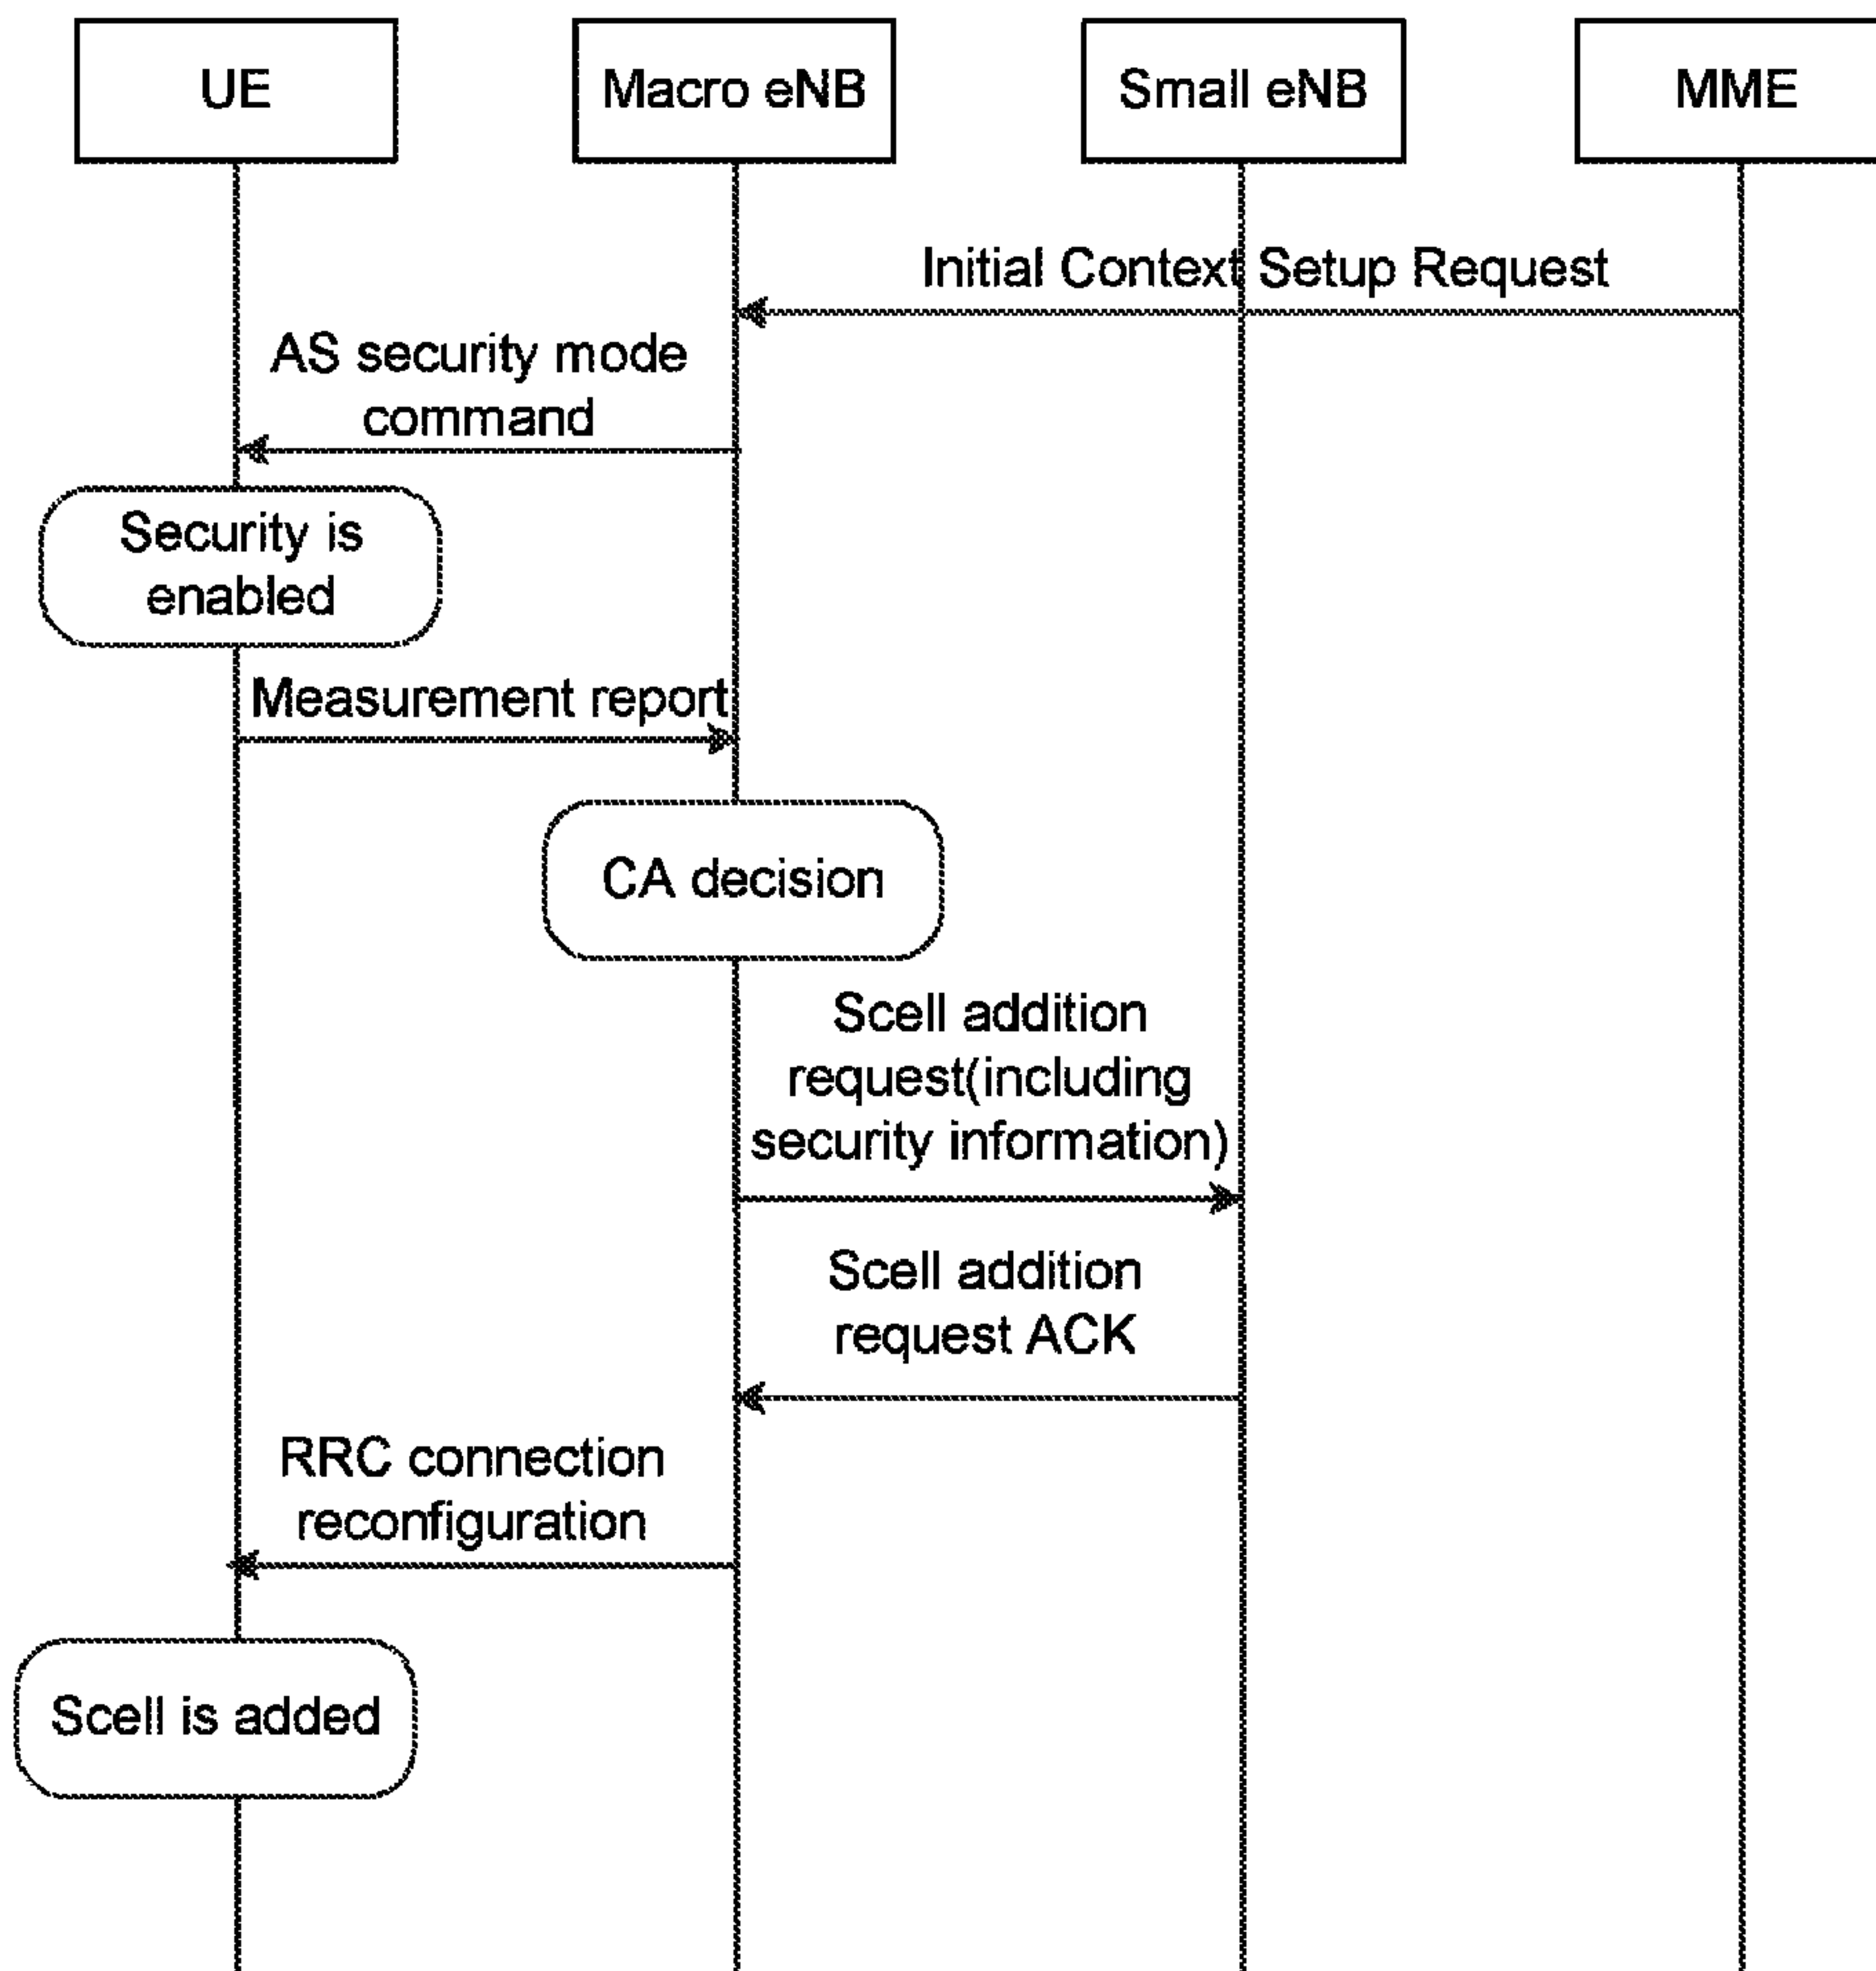 UE
Macro eNB
Small eNB
MME
Initial Context Setup Request
AS security mode
command
Security is
enabled
Measurement report
CA decision
Scell addition
request(including
security information)
Scell addition
request ACK
RRC connection
reconfiguration
Scell is added